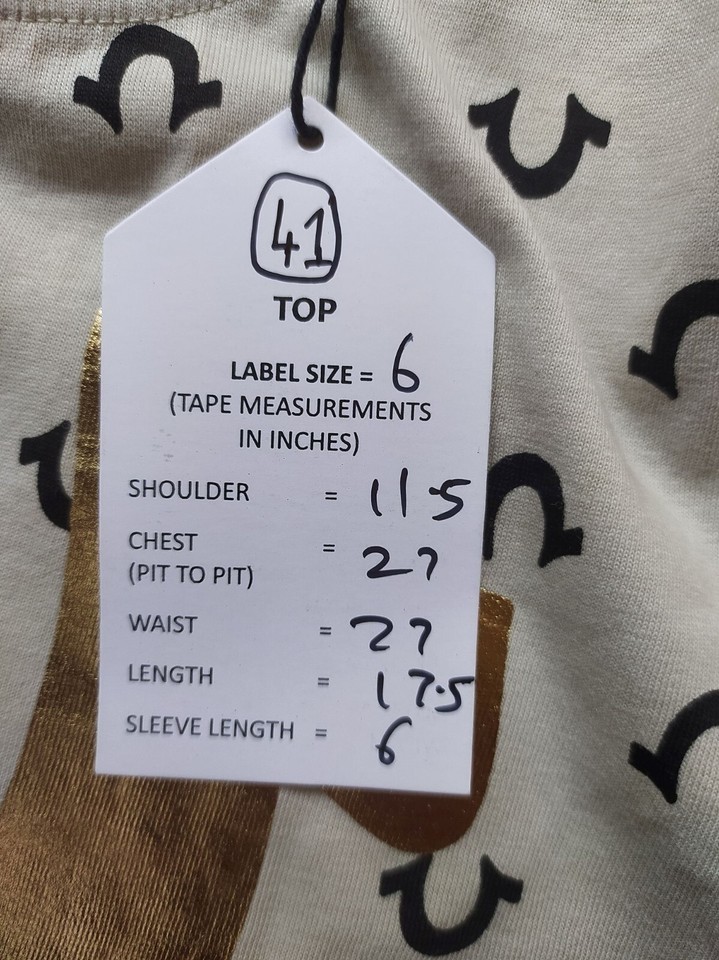 41
TOP
LABEL SIZE = 6
(TAPE MEASUREMENTS
IN INCHES)
SHOULDER = 11.5
CHEST = 27
(PIT TO PIT)
WAIST = 27
LENGTH = 17.5
SLEEVE LENGTH = 6